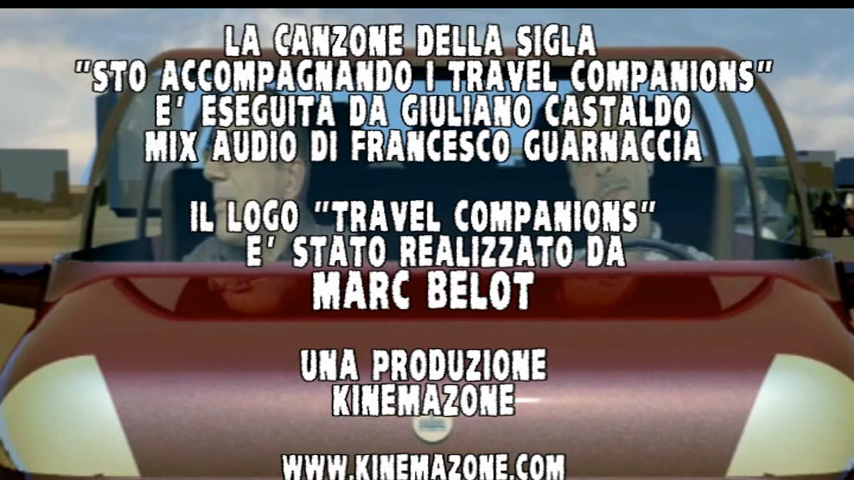 LA CANZONE DELLA SIGLA
"STO ACCOMPAGNANDO I TRAVEL COMPANIONS"
E' ESEGUITA DA GIULIANO CASTALDO
MIX AUDIO DI FRANCESCO GUARNACCIA
IL LOGO "TRAVEL COMPANIONS"
E' STATO REALIZZATO DA
MARC BELOT
UNA PRODUZIONE
KINEMAZONE
WWW.KINEMAZONE.COM